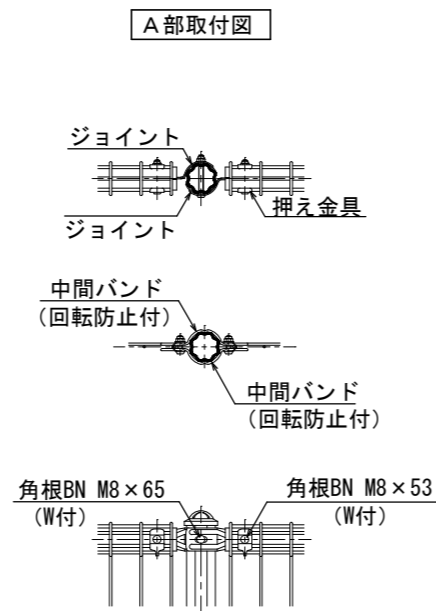 A部取付図
ジョイント
ジョイント
押え金具
中間バンド
(回転防止付)
中間バンド
(回転防止付)
角根BN M8×65
(W付)
角根BN M8×53
(W付)